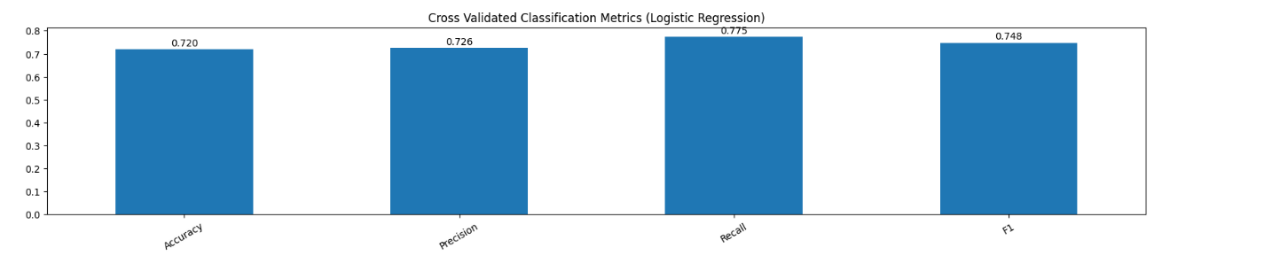 Cross Validated Classification Metrics (Logistic Regression)
0.8
0.7
0.6
0.5
0.4
0.3
0.2
0.1
0.0
0.720
0.726
0.775
0.748
Accuracy
Precision
Recall
F1